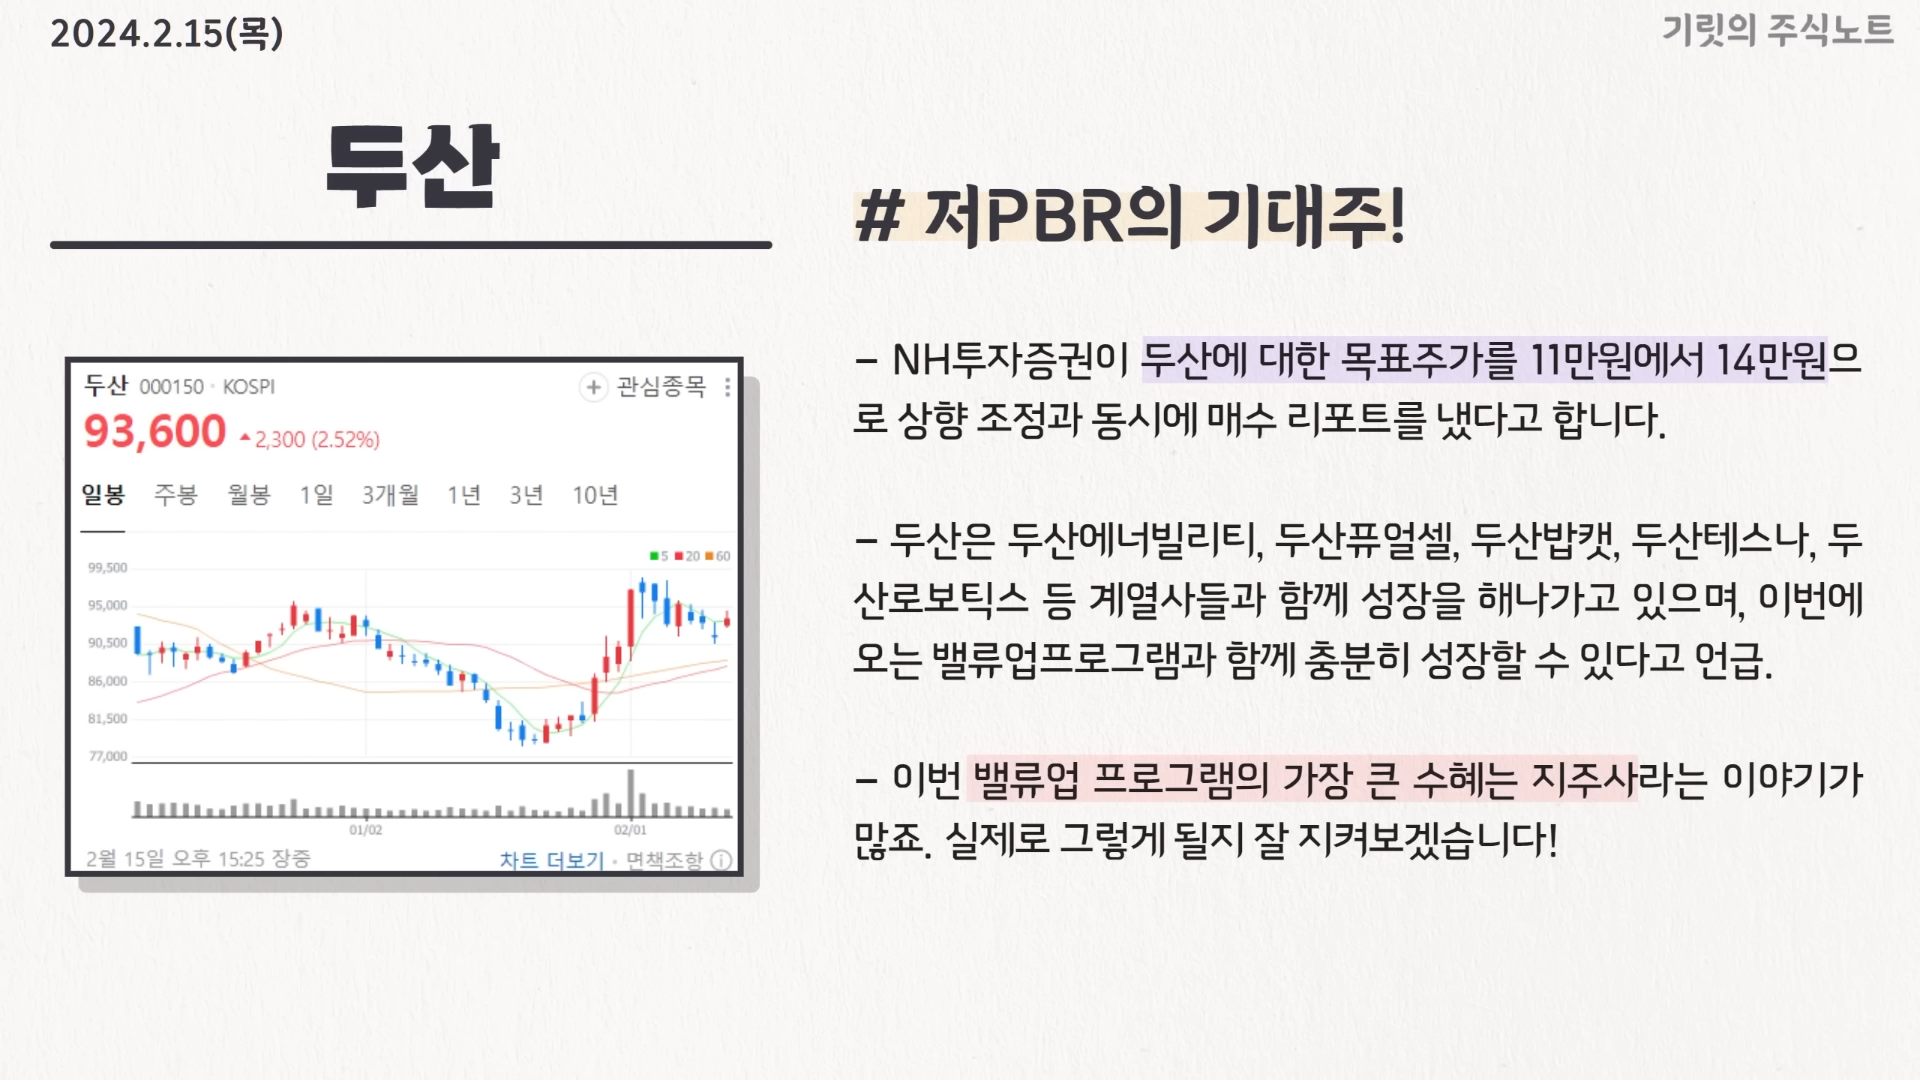 2024.2.15(목)
기릿의 주식노트
두산
두산 000150 · KOSPI
+ 관심종목
93,600 ▲2,300 (2.52%)
일봉 주봉 월봉 1일 3개월 1년 3년 10년
5 20 60
99,500
95,000
90,500
86,000
81,500
77,000
01/02 02/01
2월 15일 오후 15:25 장중
차트 더보기 · 면책조항
# 저PBR의 기대주!
- NH투자증권이 두산에 대한 목표주가를 11만원에서 14만원으
로 상향 조정과 동시에 매수 리포트를 냈다고 합니다.
- 두산은 두산에너빌리티, 두산퓨얼셀, 두산밥캣, 두산테스나, 두
산로보틱스 등 계열사들과 함께 성장을 해나가고 있으며, 이번에
오는 밸류업프로그램과 함께 충분히 성장할 수 있다고 언급.
- 이번 밸류업 프로그램의 가장 큰 수혜는 지주사라는 이야기가
많죠. 실제로 그렇게 될지 잘 지켜보겠습니다!